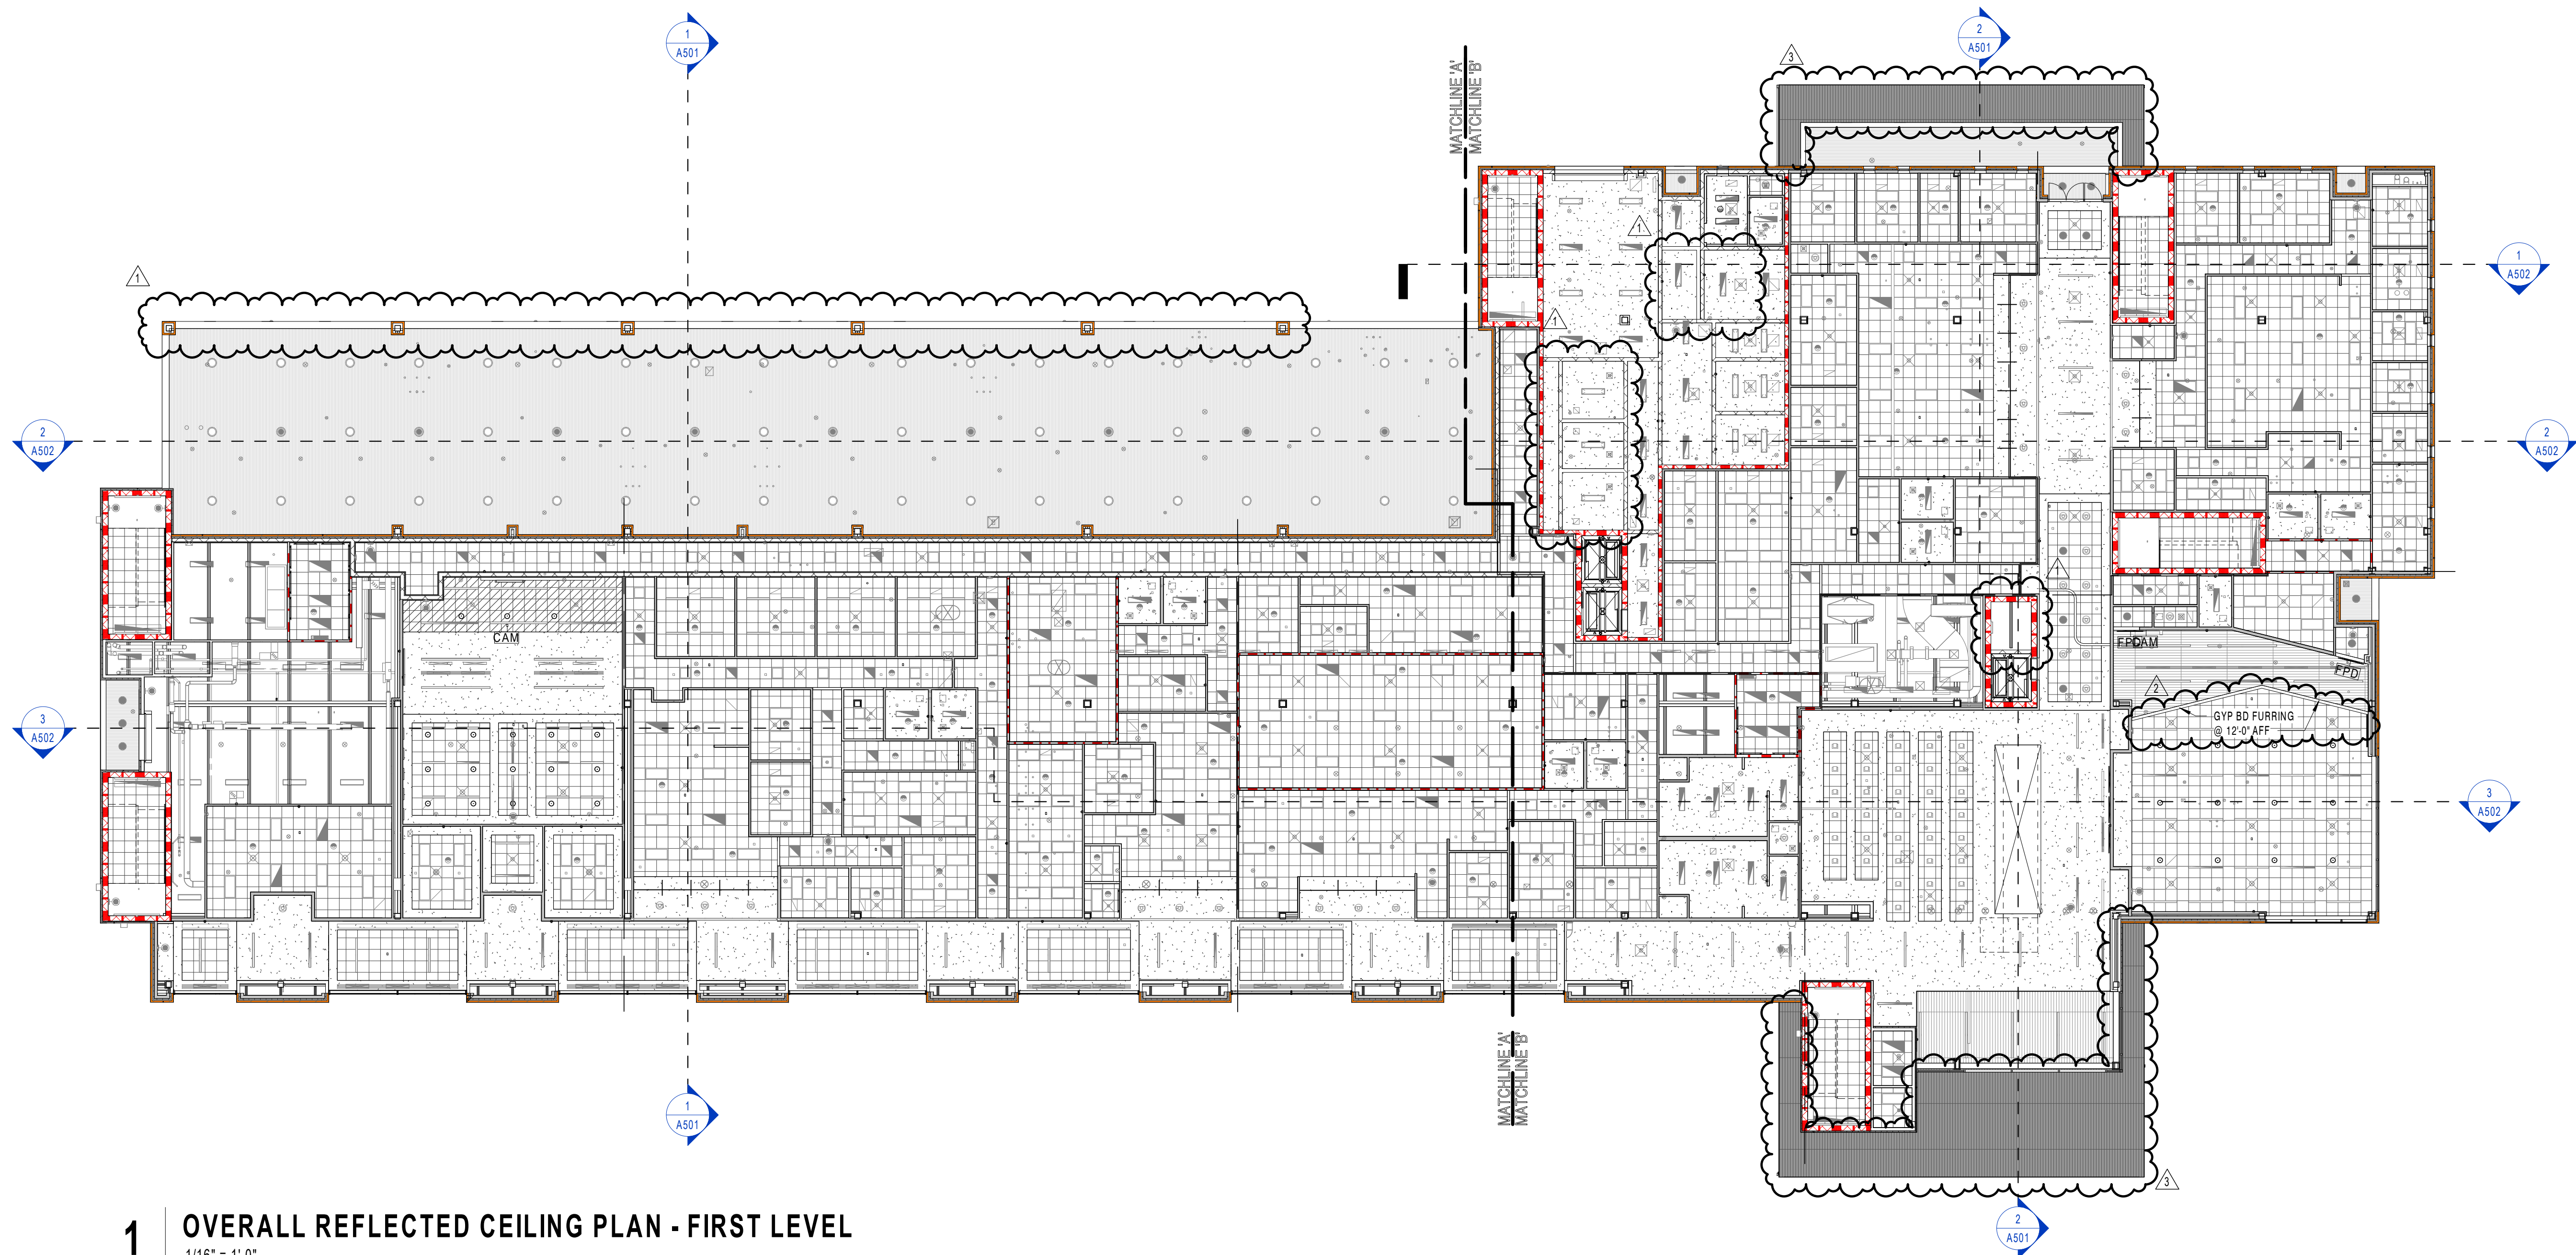 1
A501
2
A501
3
MATCHLINE 'A'
MATCHLINE 'B'
1
1
A502
1
1
2
A502
2
A502
1
CAM
FPD
CAM
FPD
2
GYP BD FURRING
@ 12'-0" AFF
3
A502
3
A502
MATCHLINE 'A'
MATCHLINE 'B'
1
A501
3
2
A501
1
OVERALL REFLECTED CEILING PLAN - FIRST LEVEL
1/16" = 1'-0"